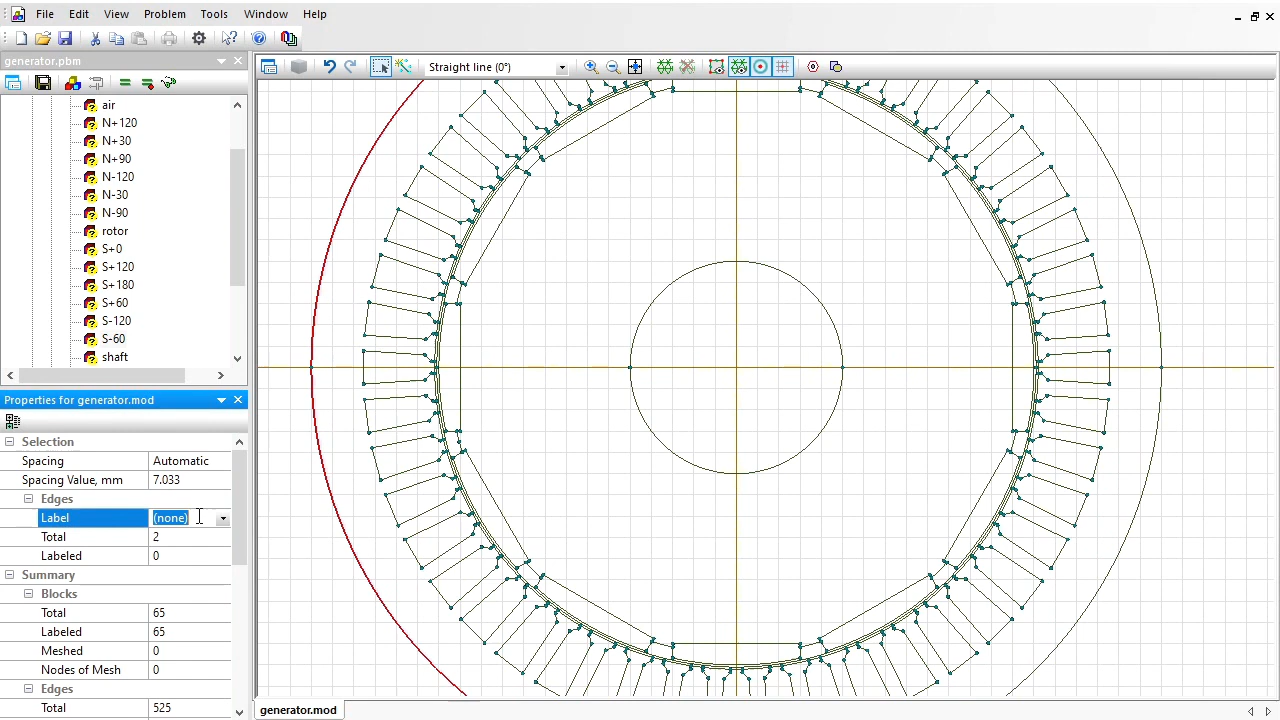 File Edit View Problem Tools Window Help
generator.pbm
Straight line (0°)
air
N+120
N+30
N+90
N-120
N-30
N-90
rotor
S+0
S+120
S+180
S+60
S-120
S-60
shaft
Properties for generator.mod
Selection
Spacing Automatic
Spacing Value, mm 7.033
Edges
Label (none)
Total 2
Labeled 0
Summary
Blocks
Total 65
Labeled 65
Meshed 0
Nodes of Mesh 0
Edges
Total 525
generator.mod